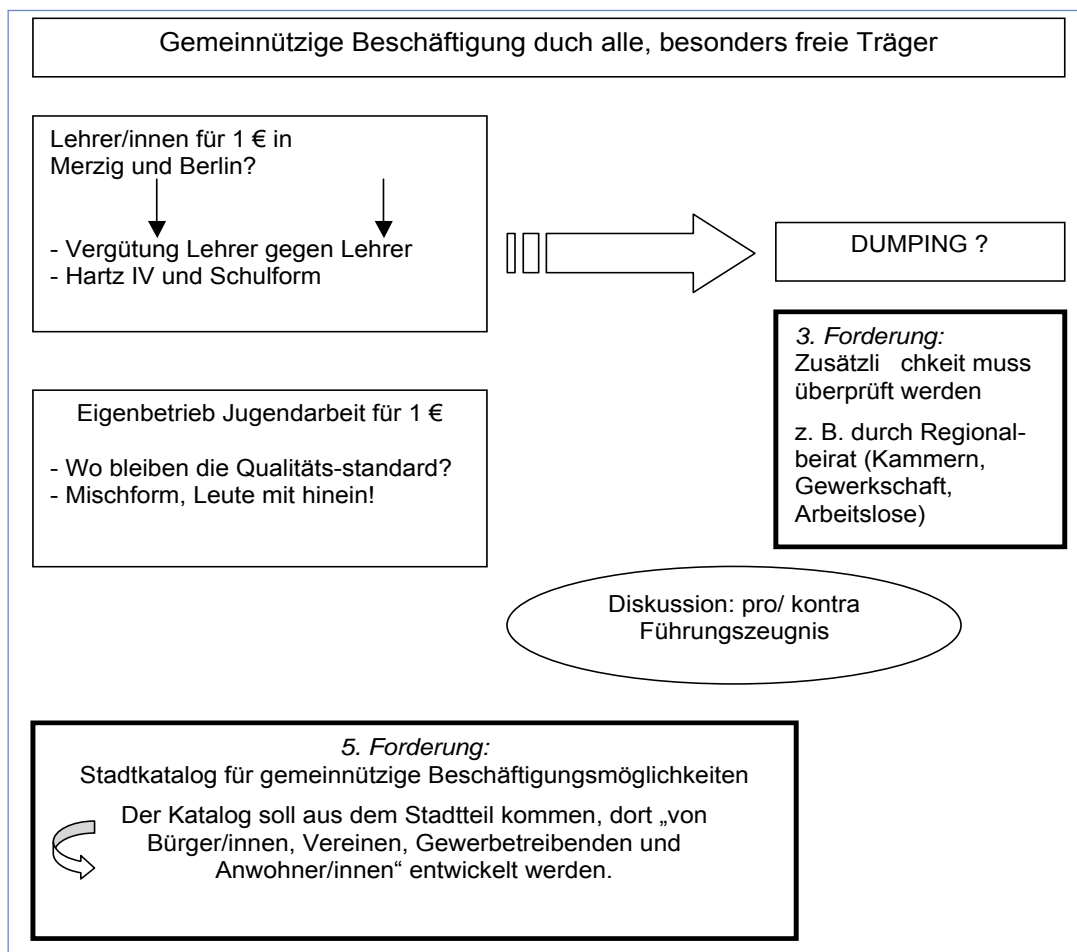 Gemeinnützige Beschäftigung duch alle, besonders freie Träger
Lehrer/innen für 1 € in
Merzig und Berlin?
- Vergütung Lehrer gegen Lehrer
- Hartz IV und Schulform
DUMPING ?
3. Forderung:
Zusätzli chkeit muss
überprüft werden
z. B. durch Regional-
beirat (Kammern,
Gewerkschaft,
Arbeitslose)
Eigenbetrieb Jugendarbeit für 1 €
- Wo bleiben die Qualitäts-standard?
- Mischform, Leute mit hinein!
Diskussion: pro/ kontra
Führungszeugnis
5. Forderung:
Stadtkatalog für gemeinnützige Beschäftigungsmöglichkeiten
Der Katalog soll aus dem Stadtteil kommen, dort „von
Bürger/innen, Vereinen, Gewerbetreibenden und
Anwohner/innen“ entwickelt werden.